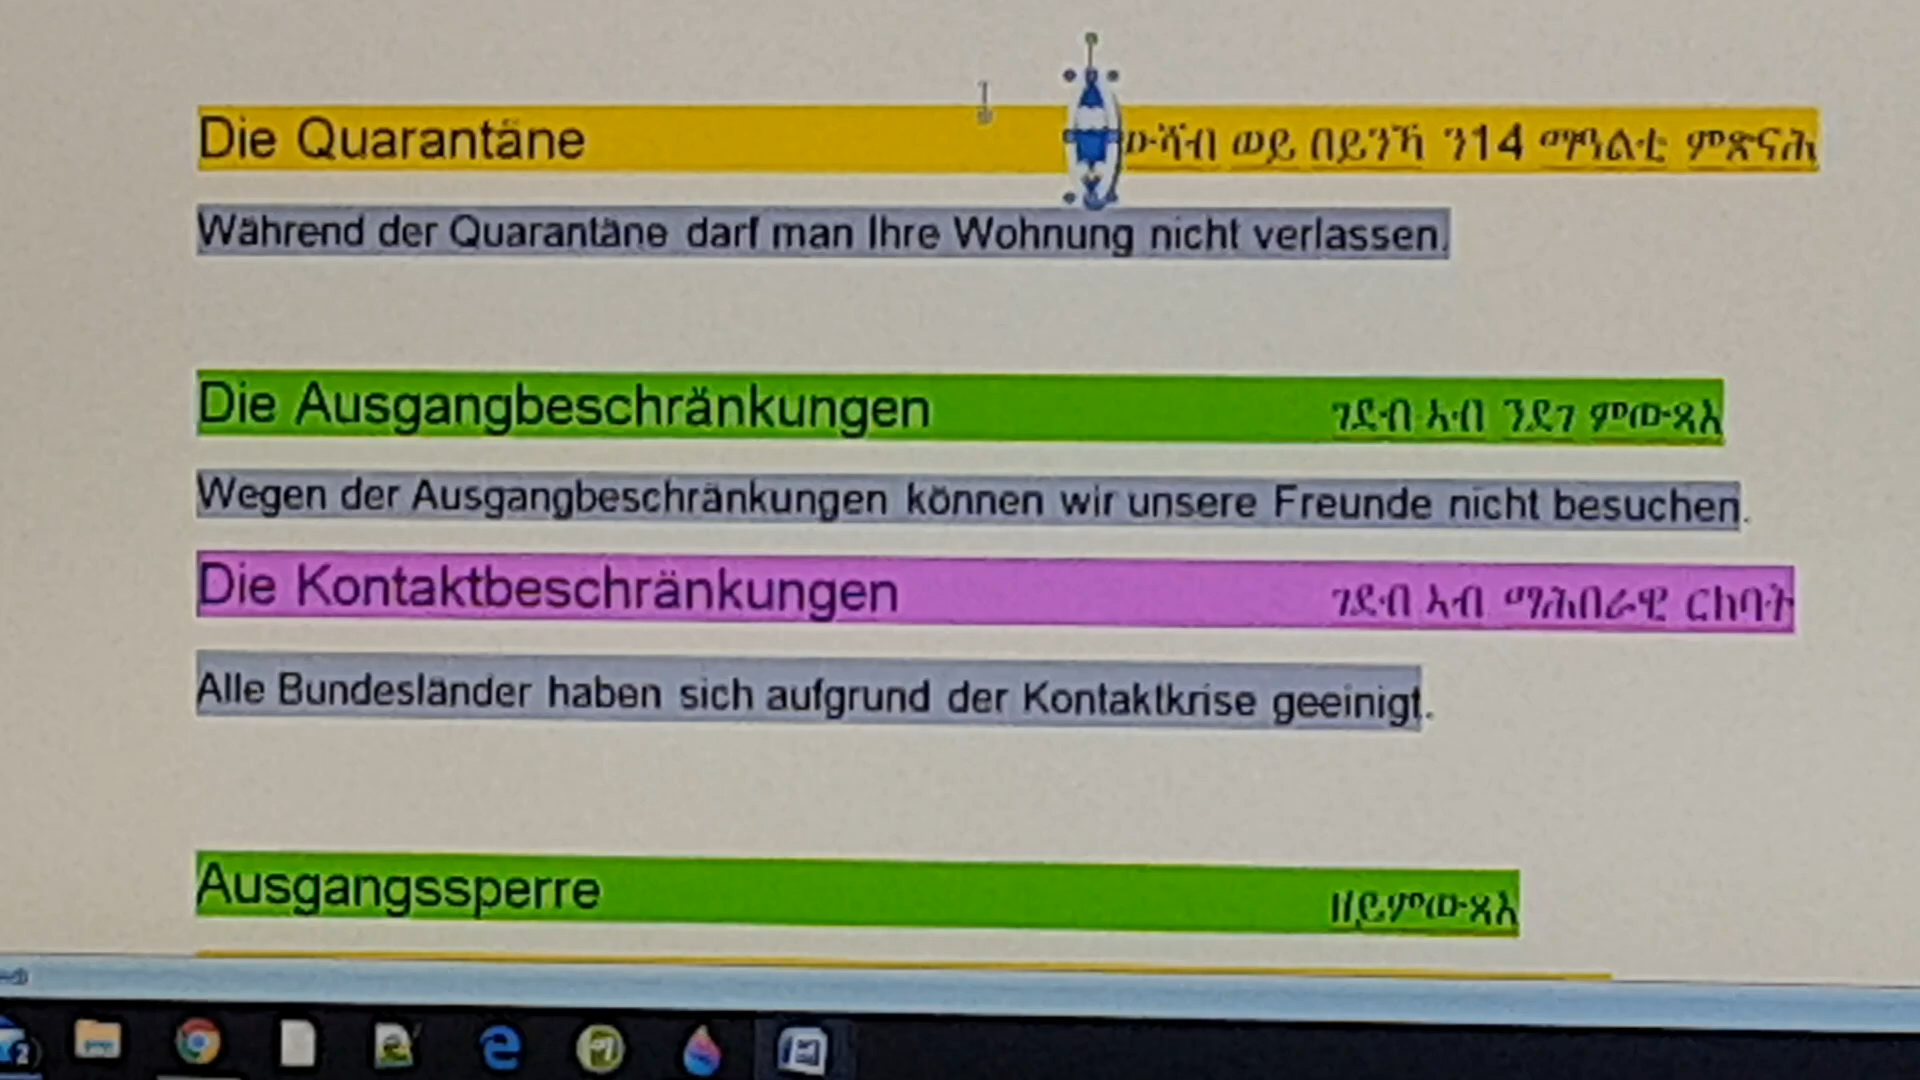 Die Quarantäne ውሻብ ወይ በይንኻ ን14 ማዓልቲ ምጽናሕ
Während der Quarantäne darf man Ihre Wohnung nicht verlassen.
Die Ausgangbeschränkungen ገደብ ኣብ ንደገ ምውጻእ
Wegen der Ausgangbeschränkungen können wir unsere Freunde nicht besuchen.
Die Kontaktbeschränkungen ገደብ ኣብ ማሕበራዊ ርክባት
Alle Bundesländer haben sich aufgrund der Kontaktkrise geeinigt.
Ausgangssperre ዘይምውጻእ